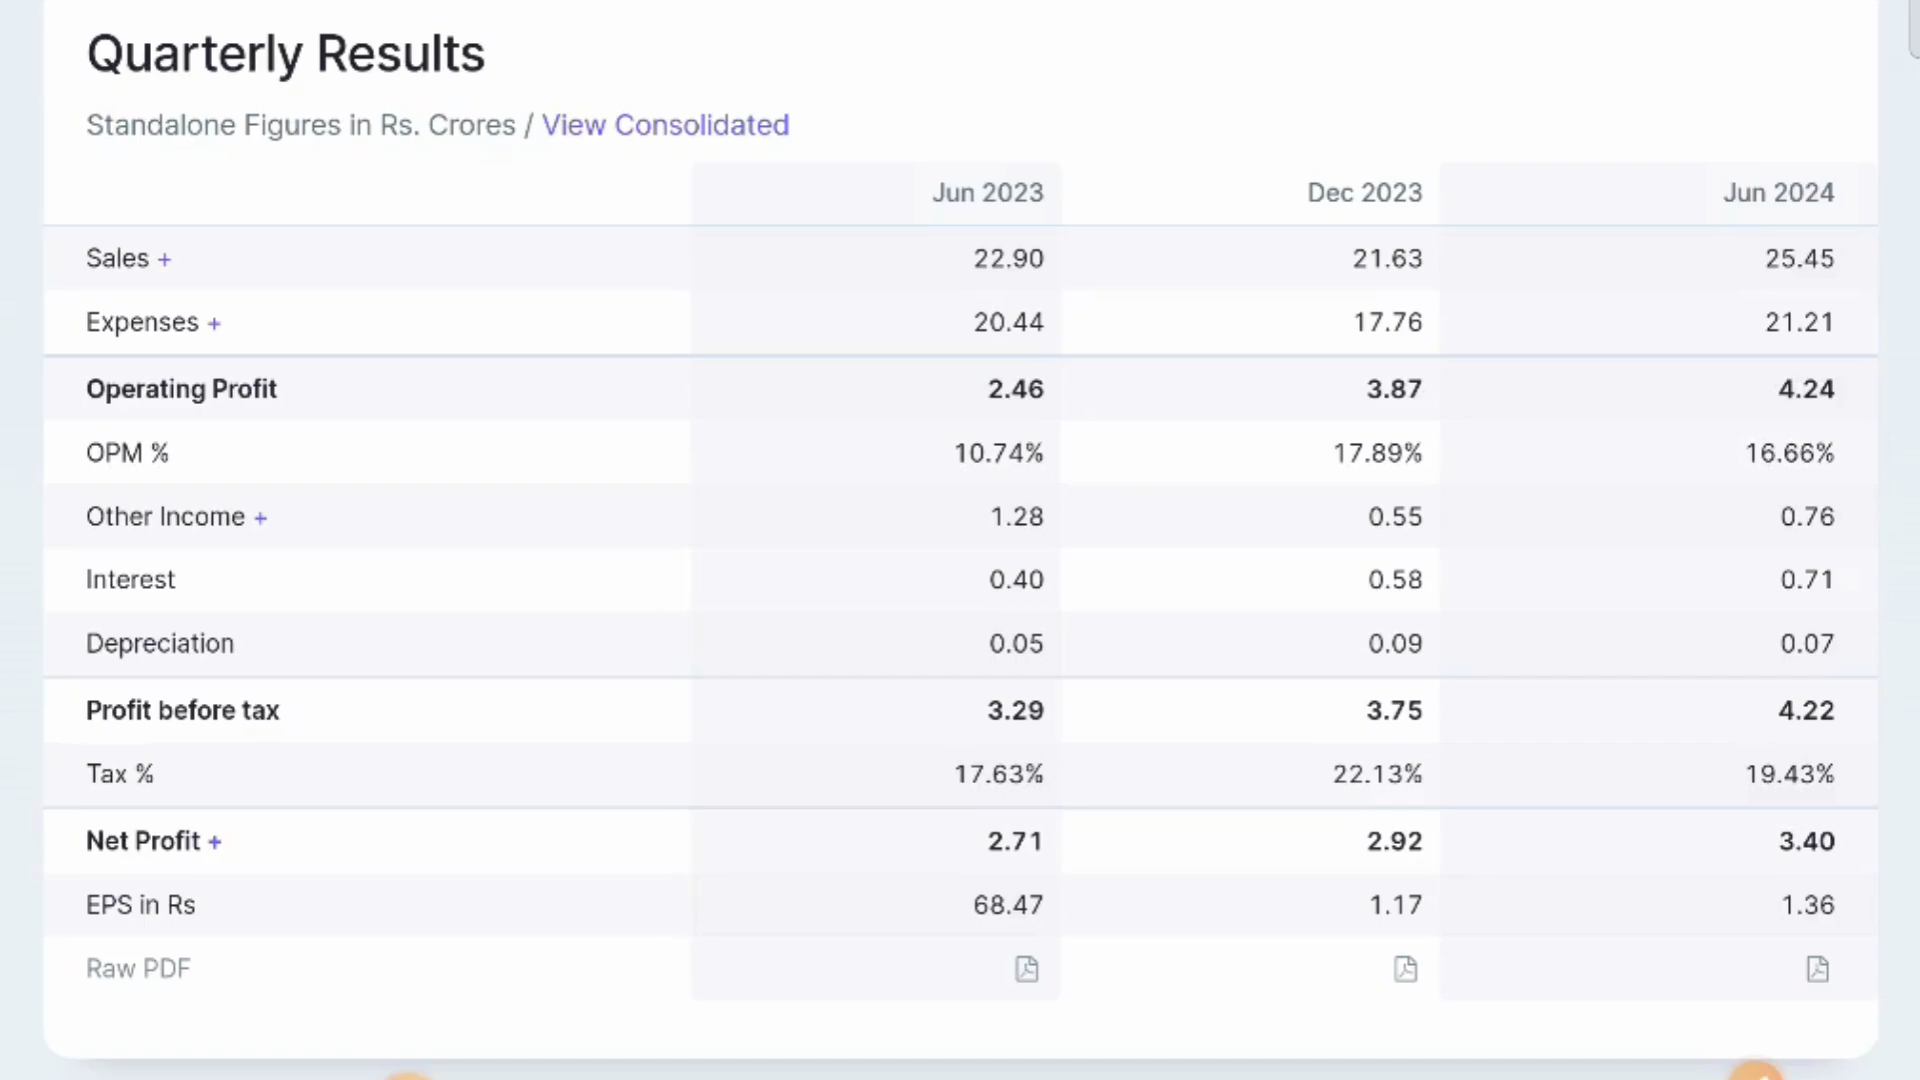 Quarterly Results
Standalone Figures in Rs. Crores / View Consolidated
Jun 2023 Dec 2023 Jun 2024
Sales + 22.90 21.63 25.45
Expenses + 20.44 17.76 21.21
Operating Profit 2.46 3.87 4.24
OPM % 10.74% 17.89% 16.66%
Other Income + 1.28 0.55 0.76
Interest 0.40 0.58 0.71
Depreciation 0.05 0.09 0.07
Profit before tax 3.29 3.75 4.22
Tax % 17.63% 22.13% 19.43%
Net Profit + 2.71 2.92 3.40
EPS in Rs 68.47 1.17 1.36
Raw PDF